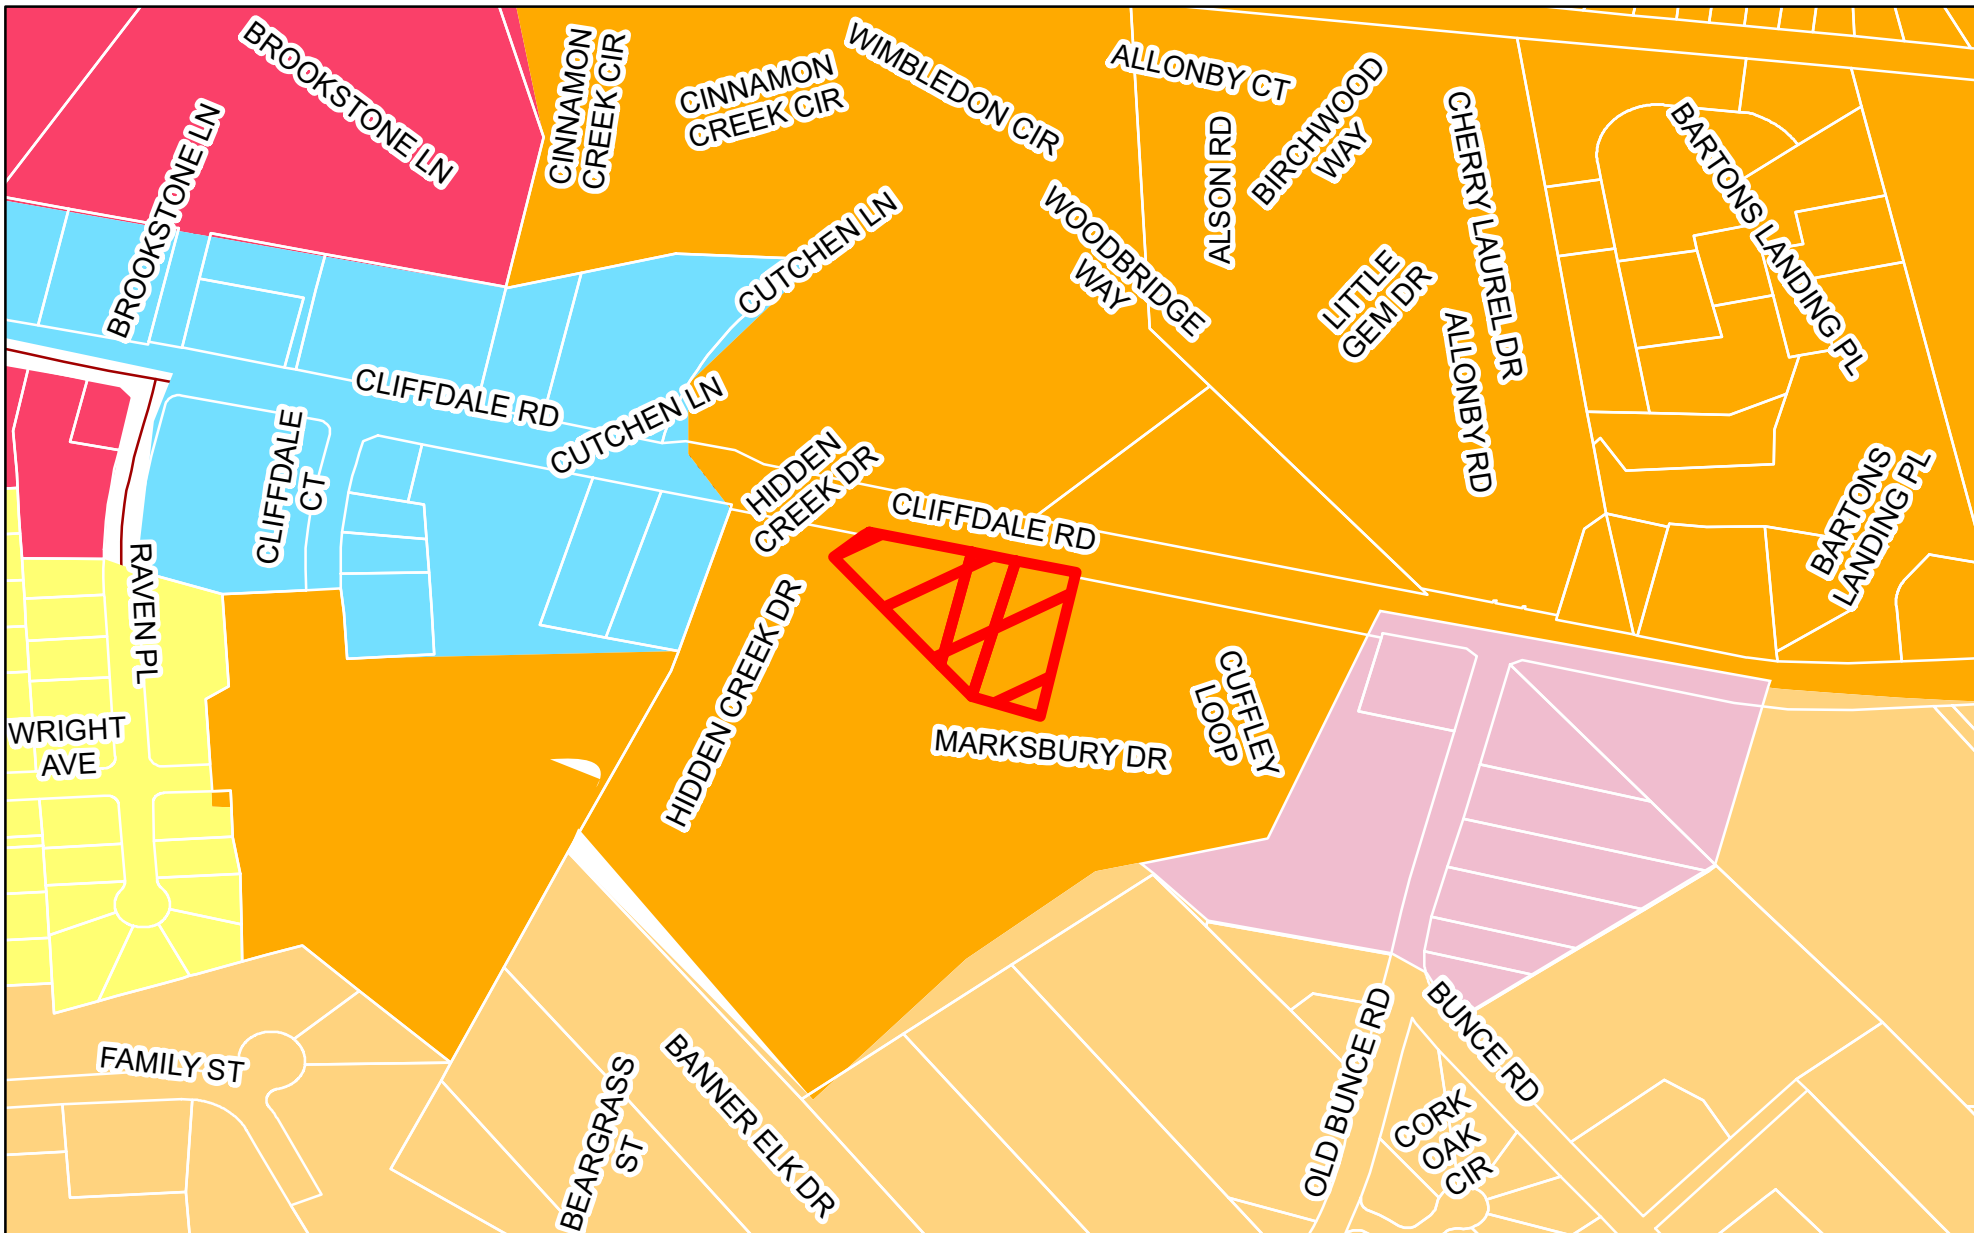 BROOKSTONE LN
BROOKSTONE LN
CINNAMON
CREEK CIR
CINNAMON
CREEK CIR
WIMBLEDON CIR
ALLONBY CT
ALSON RD
BIRCHWOOD
WAY
CHERRY LAUREL DR
BARTONS LANDING PL
CUTCHEN LN
WOODBRIDGE
WAY
LITTLE
GEM DR
ALLONBY RD
CLIFFDALE RD
CUTCHEN LN
CLIFFDALE
CT
HIDDEN
CREEK DR
CLIFFDALE RD
BARTONS
LANDING PL
RAVEN PL
HIDDEN CREEK DR
CUFFLEY
LOOP
MARKSBURY DR
WRIGHT
AVE
FAMILY ST
BEARGRASS
ST
BANNER ELK DR
OLD BUNCE RD
BUNCE RD
CORK
OAK
CIR